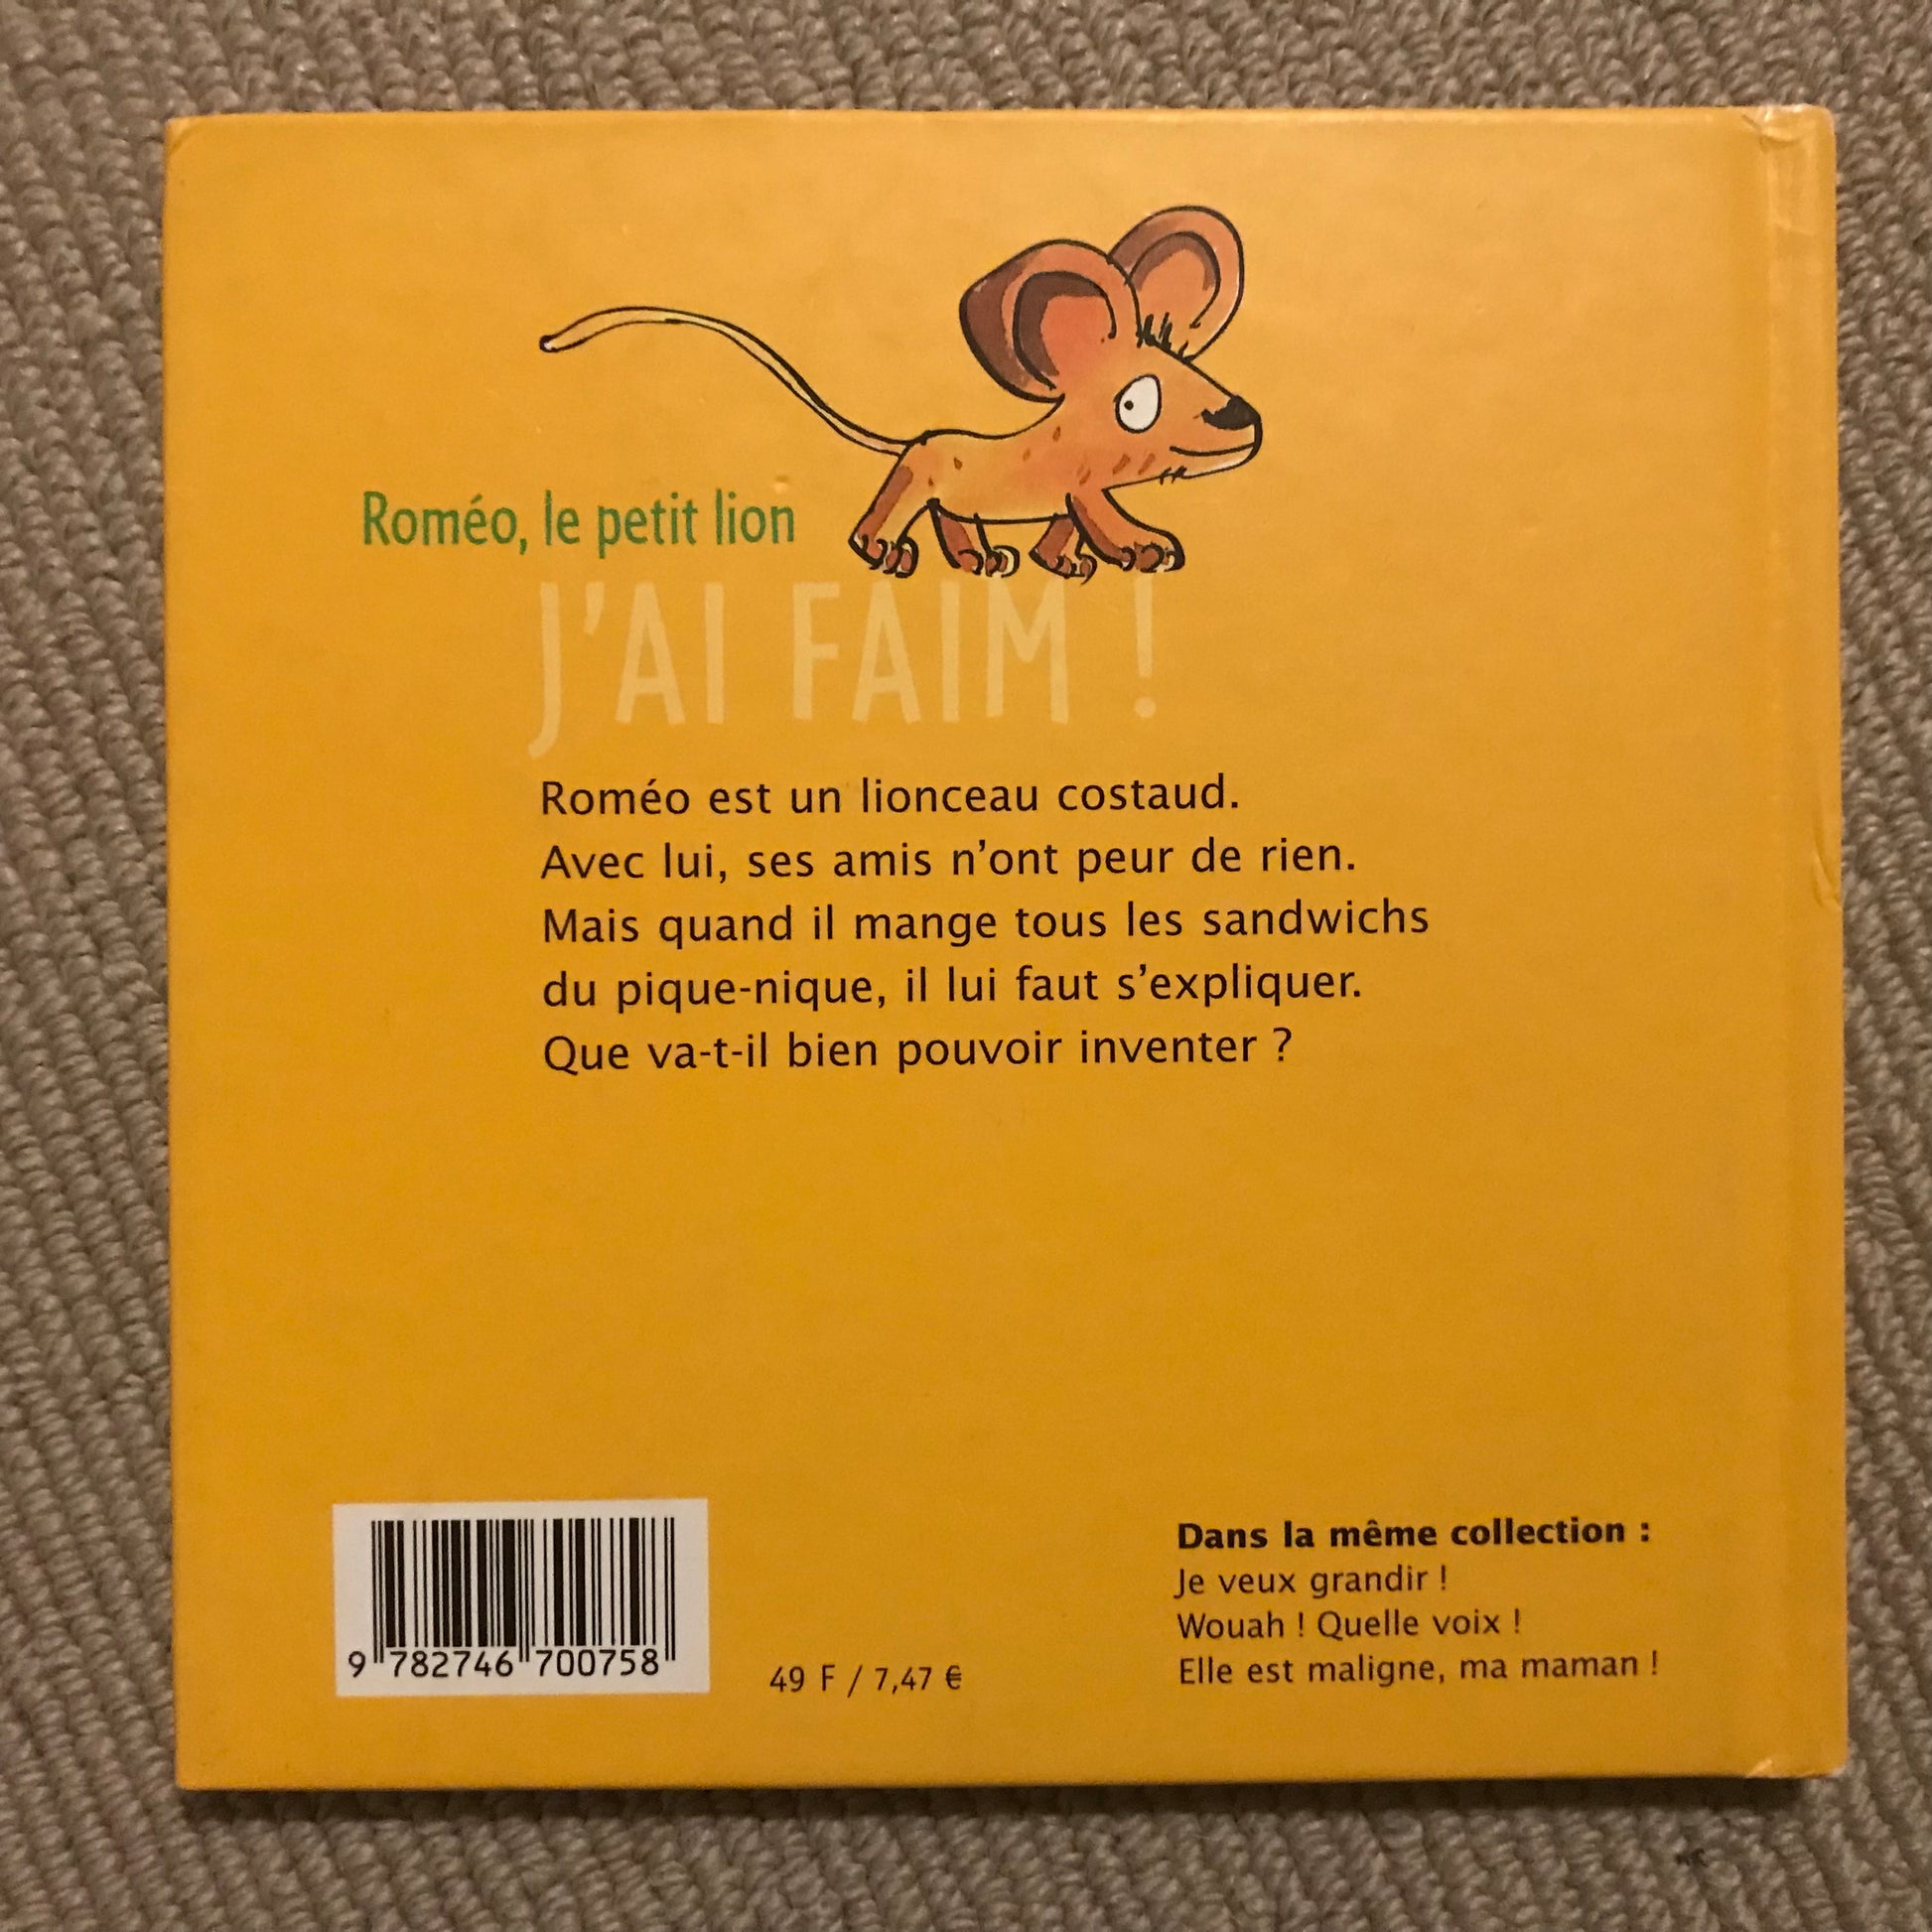 Roméo, le petit lion
J'AI FAIM !
Roméo est un lionceau costaud.
Avec lui, ses amis n'ont peur de rien.
Mais quand il mange tous les sandwichs
du pique-nique, il lui faut s'expliquer.
Que va-t-il bien pouvoir inventer ?
9 782746 700758
49 F / 7,47 €
Dans la même collection :
Je veux grandir !
Wouah ! Quelle voix !
Elle est maligne, ma maman !